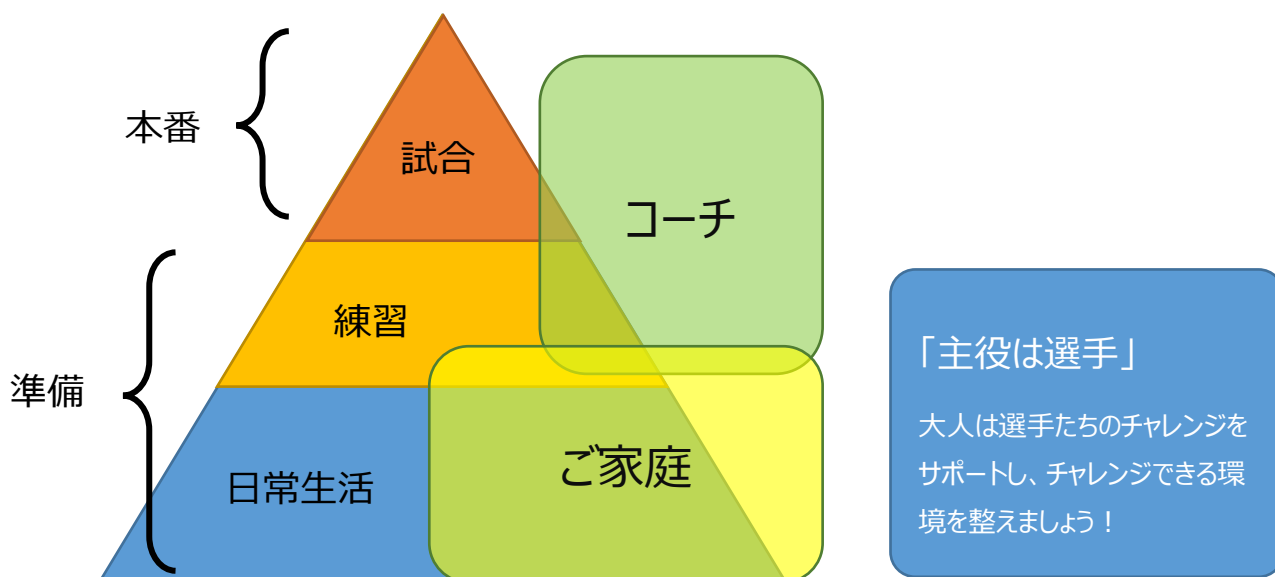 本番
試合
コーチ
練習
準備
日常生活
ご家庭
「主役は選手」
大人は選手たちのチャレンジを
サポートし、チャレンジできる環
境を整えましょう！